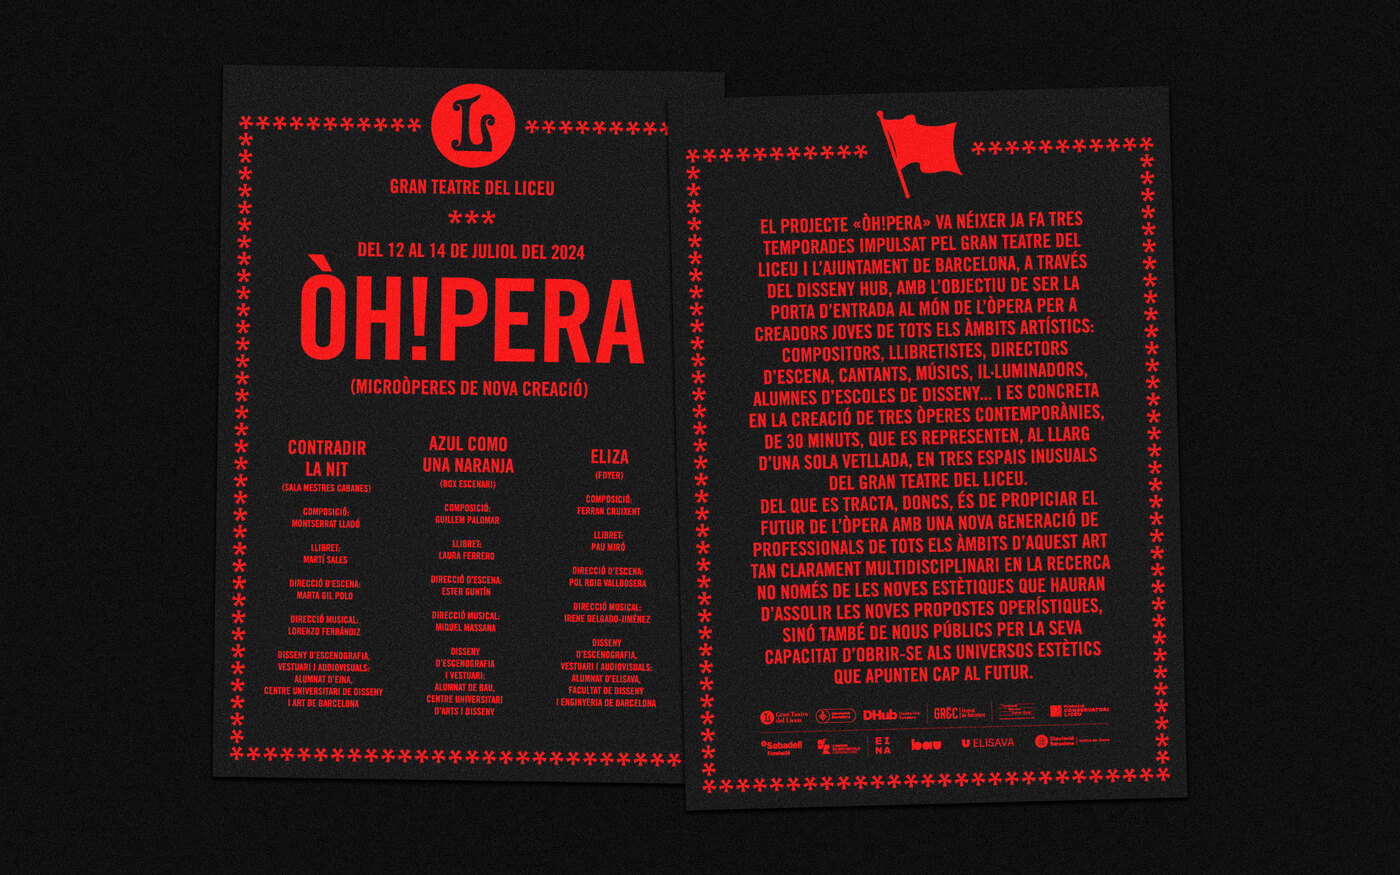 GRAN TEATRE DEL LICEU
***
DEL 12 AL 14 DE JULIOL DEL 2024
ÒH!PERA
(MICROÒPERES DE NOVA CREACIÓ)
CONTRADIR
LA NIT
(SALA MESTRES CABANES)
COMPOSICIÓ:
MONTSERRAT LLADÓ
LLIBRET:
MARTÍ SALES
DIRECCIÓ D'ESCENA:
MARTA GIL POLO
DIRECCIÓ MUSICAL:
LORENZO FERRÁNDIZ
DISSENY D'ESCENOGRAFIA,
VESTUARI I AUDIOVISUALS:
ALUMNAT D'EINA,
CENTRE UNIVERSITARI DE DISSENY
I ART DE BARCELONA
AZUL COMO
UNA NARANJA
(BOX ESCENARI)
COMPOSICIÓ:
GUILLEM PALOMAR
LLIBRET:
LAURA FERRERO
DIRECCIÓ D'ESCENA:
ESTER GUNTÍN
DIRECCIÓ MUSICAL:
MIQUEL MASSANA
DISSENY
D'ESCENOGRAFIA
I VESTUARI:
ALUMNAT DE BAU,
CENTRE UNIVERSITARI
D'ARTS I DISSENY
ELIZA
(FOYER)
COMPOSICIÓ:
FERRAN CRUIXENT
LLIBRET:
PAU MIRÓ
DIRECCIÓ D'ESCENA:
POL ROIG VALLDOSERA
DIRECCIÓ MUSICAL:
IRENE DELGADO-JIMÉNEZ
DISSENY
D'ESCENOGRAFIA,
VESTUARI I AUDIOVISUALS:
ALUMNAT D'ELISAVA,
FACULTAT DE DISSENY
I ENGINYERIA DE BARCELONA
EL PROJECTE «ÒH!PERA» VA NÉIXER JA FA TRES
TEMPORADES IMPULSAT PEL GRAN TEATRE DEL
LICEU I L'AJUNTAMENT DE BARCELONA, A TRAVÉS
DEL DISSENY HUB, AMB L'OBJECTIU DE SER LA
PORTA D'ENTRADA AL MÓN DE L'ÒPERA PER A
CREADORS JOVES DE TOTS ELS ÀMBITS ARTÍSTICS:
COMPOSITORS, LLIBRETISTES, DIRECTORS
D'ESCENA, CANTANTS, MÚSICS, IL·LUMINADORS,
ALUMNES D'ESCOLES DE DISSENY... I ES CONCRETA
EN LA CREACIÓ DE TRES ÒPERES CONTEMPORÀNIES,
DE 30 MINUTS, QUE ES REPRESENTEN, AL LLARG
D'UNA SOLA VETLLADA, EN TRES ESPAIS INUSUALS
DEL GRAN TEATRE DEL LICEU.
DEL QUE ES TRACTA, DONCS, ÉS DE PROPICIAR EL
FUTUR DE L'ÒPERA AMB UNA NOVA GENERACIÓ DE
PROFESSIONALS DE TOTS ELS ÀMBITS D'AQUEST ART
TAN CLARAMENT MULTIDISCIPLINARI EN LA RECERCA
NO NOMÉS DE LES NOVES ESTÈTIQUES QUE HAURAN
D'ASSOLIR LES NOVES PROPOSTES OPERÍSTIQUES,
SINÓ TAMBÉ DE NOUS PÚBLICS PER LA SEVA
CAPACITAT D'OBRIR-SE ALS UNIVERSOS ESTÈTICS
QUE APUNTEN CAP AL FUTUR.
Gran Teatre
del Liceu
DHub
GREC
CONSERVATORI
LICEU
Sabadell
Fundació
EINA
bau
ELISAVA
Diputació
Barcelona